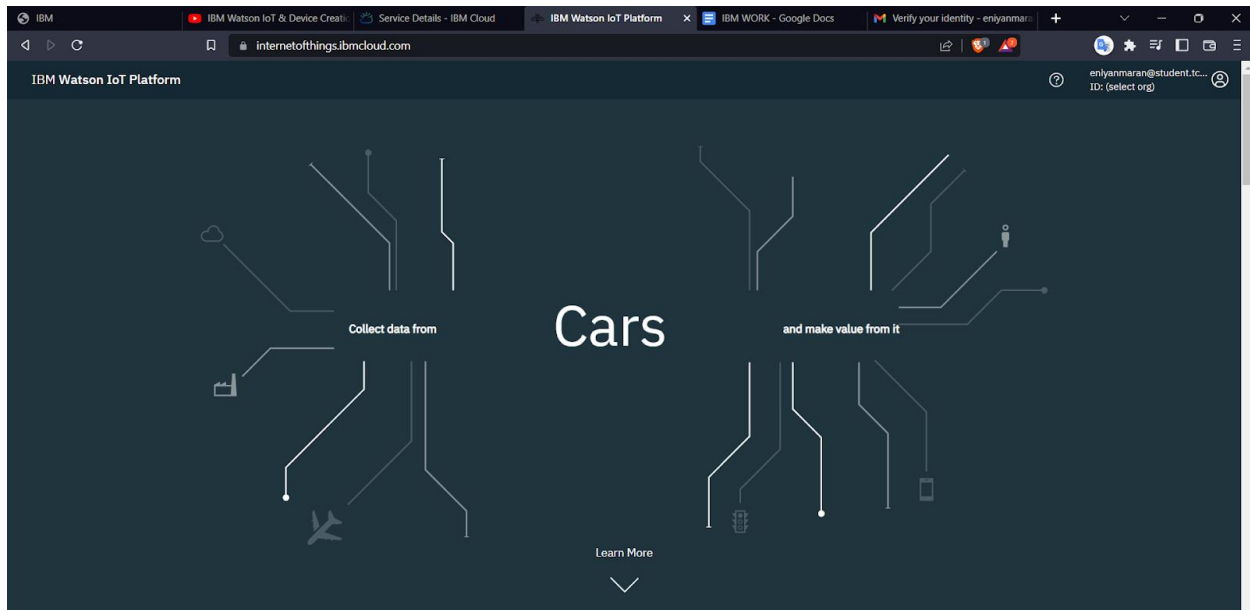 IBM
IBM Watson IoT & Device Creatic
Service Details - IBM Cloud
IBM Watson IoT Platform
IBM WORK - Google Docs
Verify your identity - eniyanmara
internetofthings.ibmcloud.com
IBM Watson IoT Platform
eniyanmaran@student.tc...
ID: (select org)
Collect data from
Cars
and make value from it
Learn More